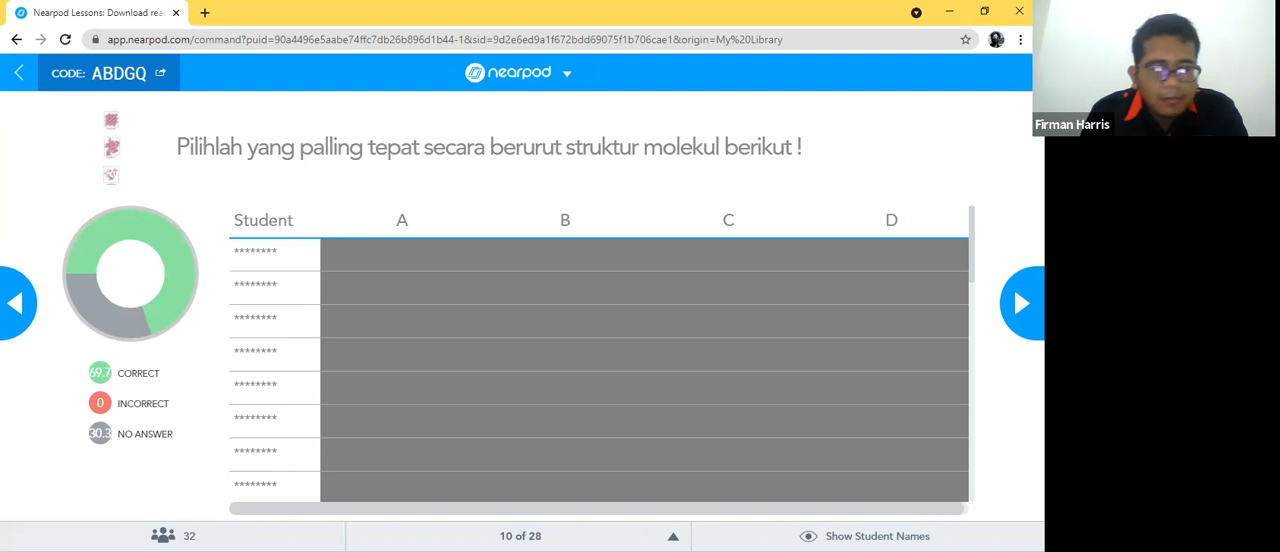 Nearpod Lessons: Download rea
app.nearpod.com/command?puid=90a4496e5aabe74ffc7db26b896d1b44-1&sid=9d2e6ed9a1f672bdd69075f1b706cae1&origin=My%20Library
CODE: ABDGQ
nearpod
Firman Harris
Pilihlah yang palling tepat secara berurut struktur molekul berikut !
Student A B C D
********
********
********
********
********
********
********
********
69.7 CORRECT
0 INCORRECT
30.3 NO ANSWER
32
10 of 28
Show Student Names